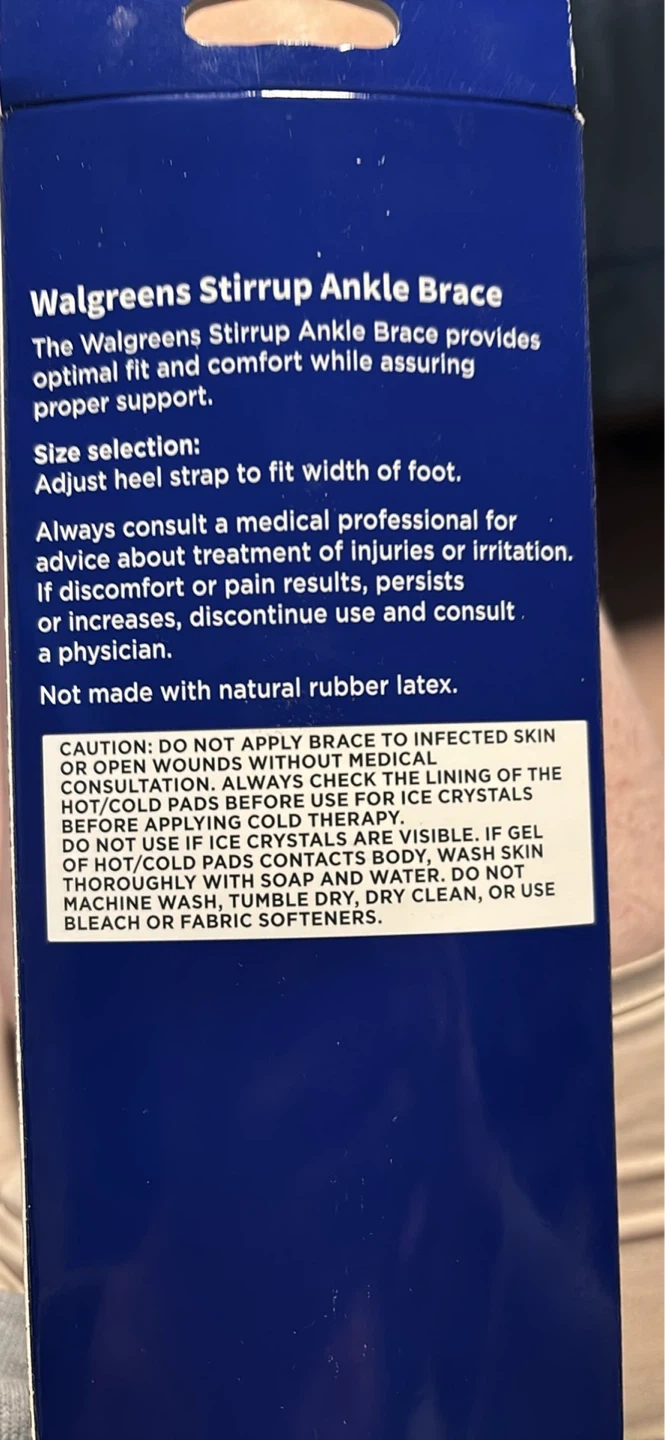 Walgreens Stirrup Ankle Brace
The Walgreens Stirrup Ankle Brace provides
optimal fit and comfort while assuring
proper support.
Size selection:
Adjust heel strap to fit width of foot.
Always consult a medical professional for
advice about treatment of injuries or irritation.
If discomfort or pain results, persists
or increases, discontinue use and consult
a physician.
Not made with natural rubber latex.
CAUTION: DO NOT APPLY BRACE TO INFECTED SKIN
OR OPEN WOUNDS WITHOUT MEDICAL
CONSULTATION. ALWAYS CHECK THE LINING OF THE
HOT/COLD PADS BEFORE USE FOR ICE CRYSTALS
BEFORE APPLYING COLD THERAPY.
DO NOT USE IF ICE CRYSTALS ARE VISIBLE. IF GEL
OF HOT/COLD PADS CONTACTS BODY, WASH SKIN
THOROUGHLY WITH SOAP AND WATER. DO NOT
MACHINE WASH, TUMBLE DRY, DRY CLEAN, OR USE
BLEACH OR FABRIC SOFTENERS.